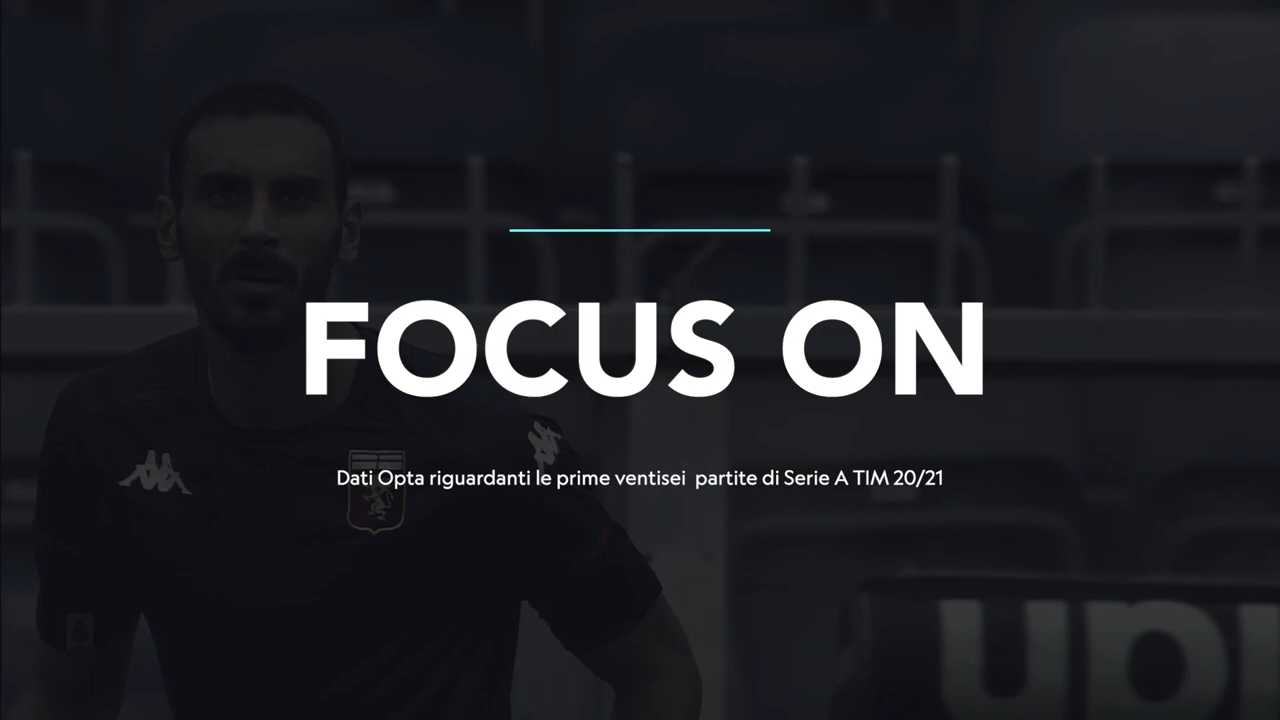 FOCUS ON
Dati Opta riguardanti le prime ventisei  partite di Serie A TIM 20/21